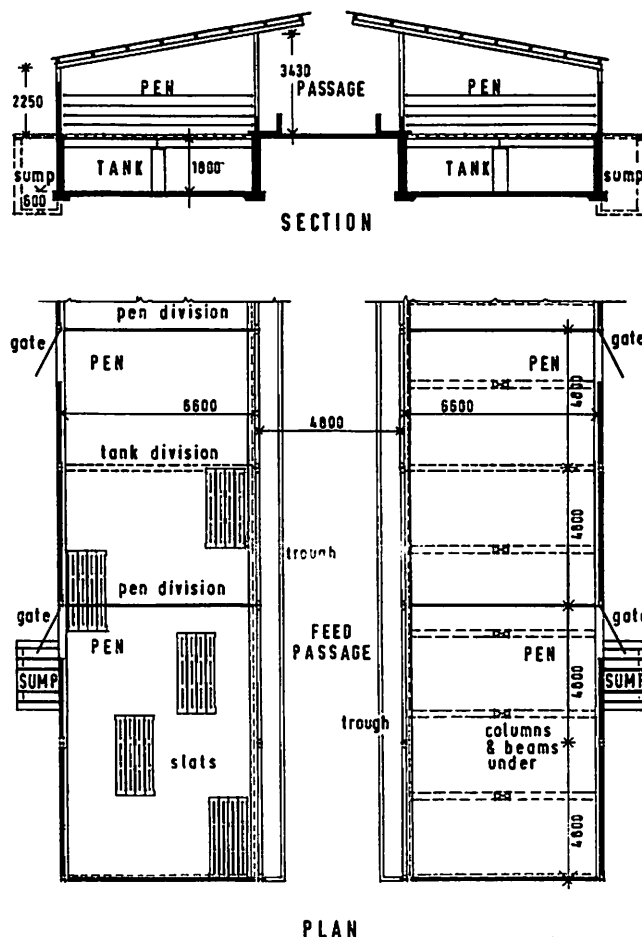 2250
PEN
3430
PASSAGE
PEN
sump
600
TANK
1800
TANK
sump
SECTION
pen division
gate
PEN
PEN
gate
4800
6600
4800
6600
tank division
trough
4800
pen division
gate
PEN
FEED
PASSAGE
PEN
gate
SUMP
SUMP
4800
trough
slats
columns
& beams
under
4800
PLAN